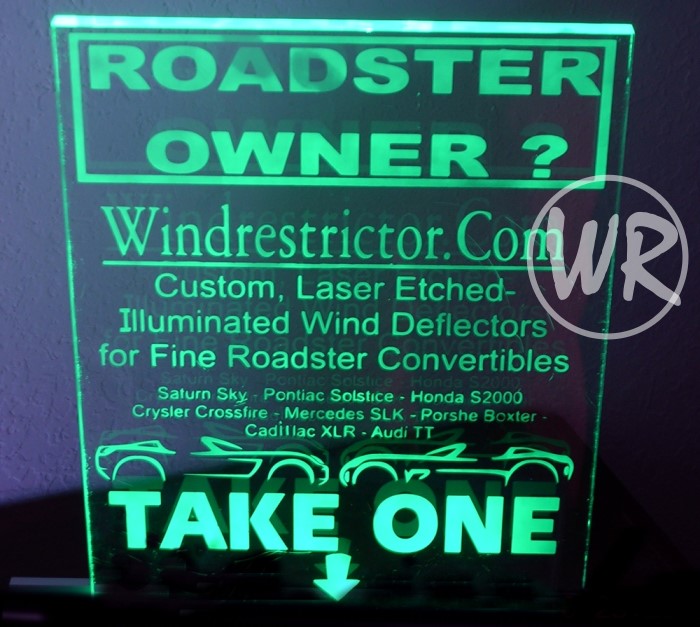 ROADSTER
OWNER ?
Windrestrictor.Com
WR
Custom, Laser Etched-
Illuminated Wind Deflectors
for Fine Roadster Convertibles
Saturn Sky - Pontiac Solstice - Honda S2000
Crysler Crossfire - Mercedes SLK - Porshe Boxter -
Cadillac XLR - Audi TT
TAKE ONE